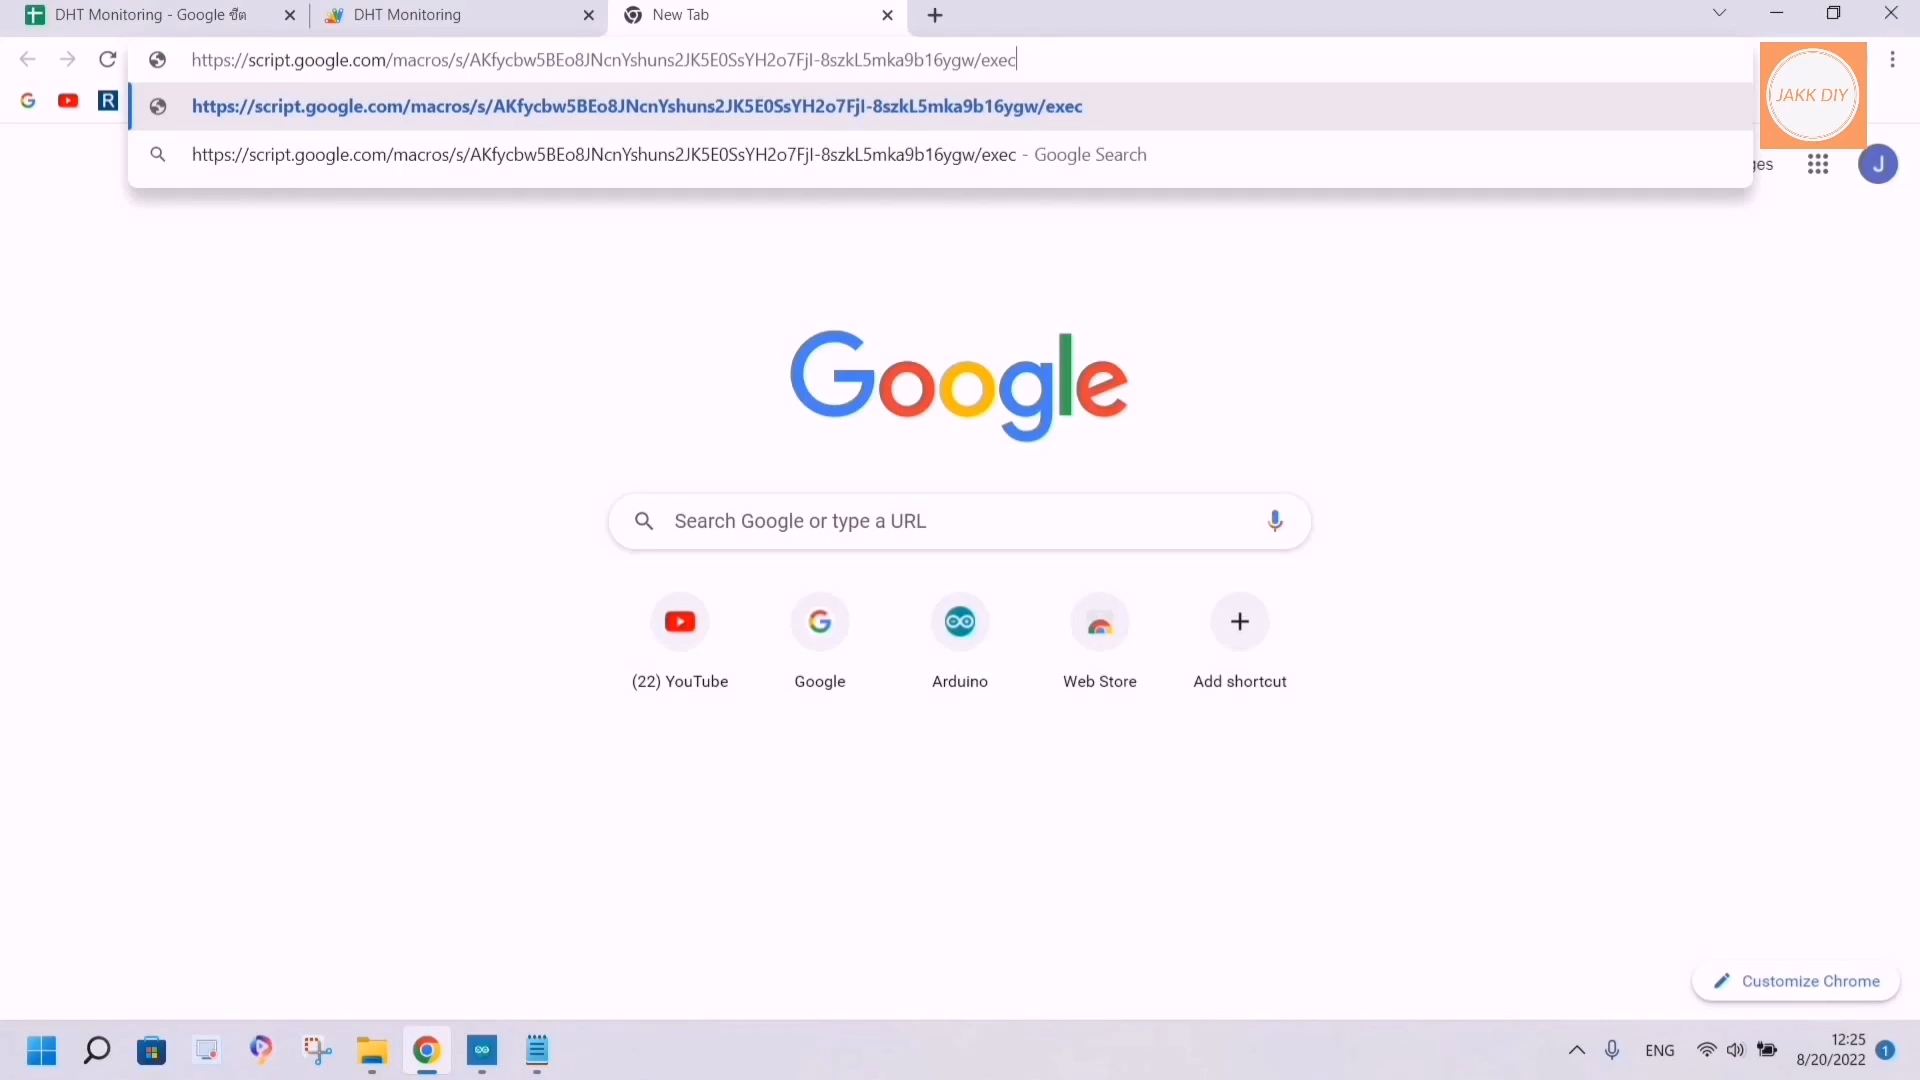 DHT Monitoring - Google ชีต
DHT Monitoring
New Tab
https://script.google.com/macros/s/AKfycbw5BEo8JNcnYshuns2JK5E0SsYH2o7FjI-8szkL5mka9b16ygw/exec
https://script.google.com/macros/s/AKfycbw5BEo8JNcnYshuns2JK5E0SsYH2o7FjI-8szkL5mka9b16ygw/exec
https://script.google.com/macros/s/AKfycbw5BEo8JNcnYshuns2JK5E0SsYH2o7FjI-8szkL5mka9b16ygw/exec - Google Search
R
JAKK DIY
ges
J
Google
Search Google or type a URL
(22) YouTube
Google
Arduino
Web Store
Add shortcut
Customize Chrome
ENG
12:25
8/20/2022
1